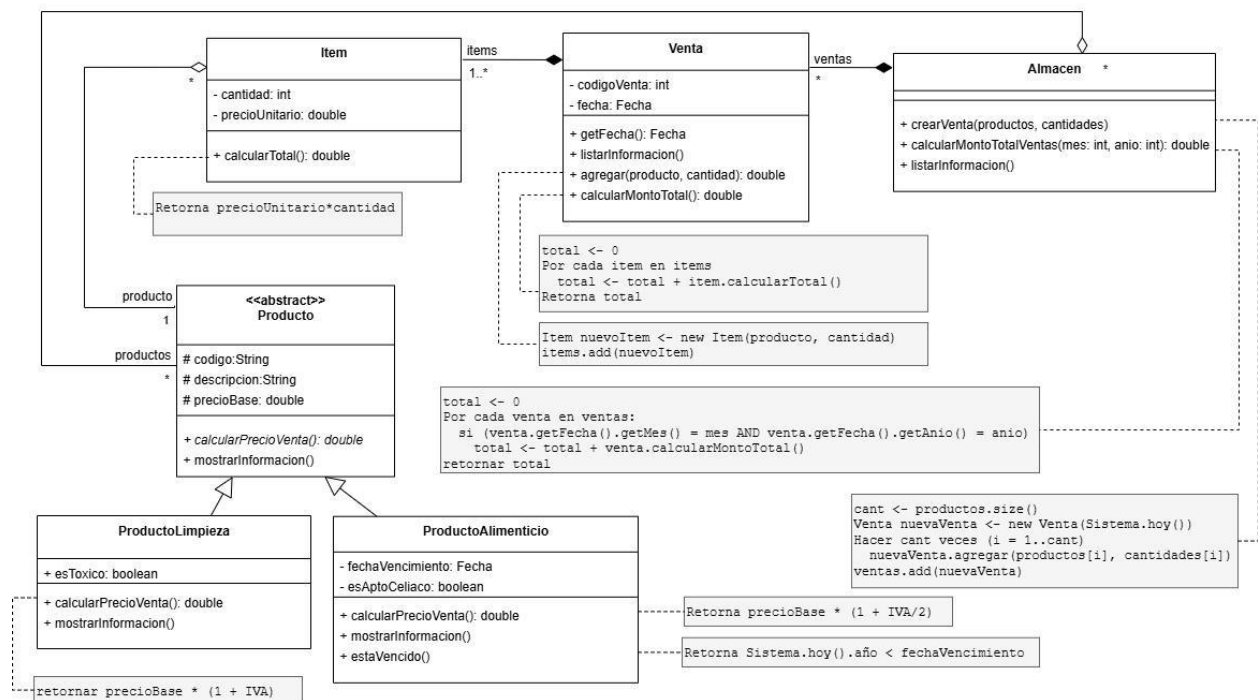 Item
- cantidad: int
- precioUnitario: double
+ calcularTotal(): double
Retorna precioUnitario*cantidad
items
1..*
*
Venta
- codigoVenta: int
- fecha: Fecha
+ getFecha(): Fecha
+ listarInformacion()
+ agregar(producto, cantidad): double
+ calcularMontoTotal(): double
ventas
*
Almacen *
+ crearVenta(productos, cantidades)
+ calcularMontoTotalVentas(mes: int, anio: int): double
+ listarInformacion()
total <- 0
Por cada item en items
total <- total + item.calcularTotal()
Retorna total
Item nuevoItem <- new Item(producto, cantidad)
items.add(nuevoItem)
producto
1
productos
*
<<abstract>>
Producto
# codigo:String
# descripcion:String
# precioBase: double
+ calcularPrecioVenta(): double
+ mostrarInformacion()
total <- 0
Por cada venta en ventas:
si (venta.getFecha().getMes() = mes AND venta.getFecha().getAnio() = anio)
total <- total + venta.calcularMontoTotal()
retornar total
cant <- productos.size()
Venta nuevaVenta <- new Venta(Sistema.hoy())
Hacer cant veces (i = 1..cant)
nuevaVenta.agregar(productos[i], cantidades[i])
ventas.add(nuevaVenta)
ProductoLimpieza
+ esToxico: boolean
+ calcularPrecioVenta(): double
+ mostrarInformacion()
retornar precioBase * (1 + IVA)
ProductoAlimenticio
- fechaVencimiento: Fecha
- esAptoCeliaco: boolean
+ calcularPrecioVenta(): double
+ mostrarInformacion()
+ estaVencido()
Retorna precioBase * (1 + IVA/2)
Retorna Sistema.hoy().año < fechaVencimiento